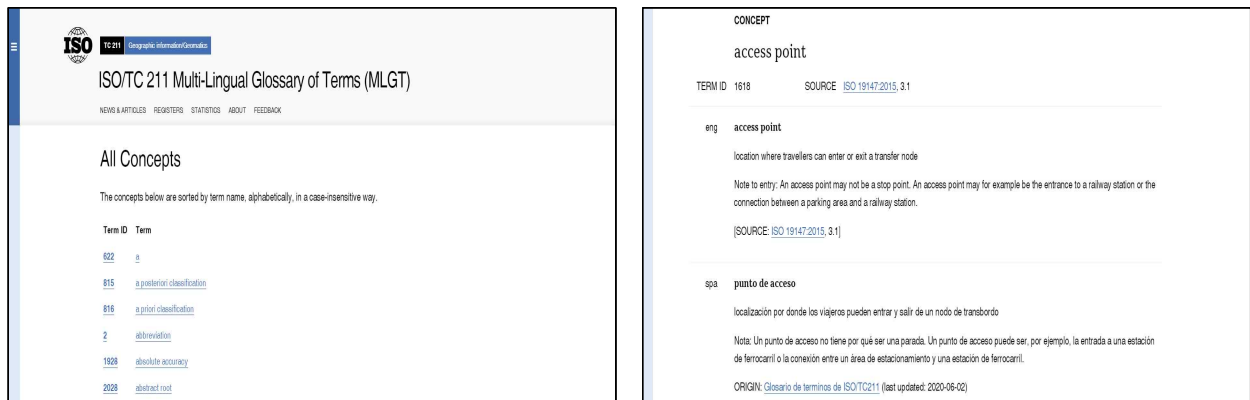 ISO
TC 211 Geographic information/Geomatics
ISO/TC 211 Multi-Lingual Glossary of Terms (MLGT)
NEWS & ARTICLES REGISTERS STATISTICS ABOUT FEEDBACK
All Concepts
The concepts below are sorted by term name, alphabetically, in a case-insensitive way.
Term ID Term
622 a
815 a posteriori classification
816 a priori classification
2 abbreviation
1928 absolute accuracy
2028 abstract root
CONCEPT
access point
TERM ID 1618 SOURCE ISO 19147:2015, 3.1
eng access point
location where travellers can enter or exit a transfer node
Note to entry: An access point may not be a stop point. An access point may for example be the entrance to a railway station or the
connection between a parking area and a railway station.
[SOURCE: ISO 19147:2015, 3.1]
spa punto de acceso
localización por donde los viajeros pueden entrar y salir de un nodo de transbordo
Nota: Un punto de acceso no tiene por qué ser una parada. Un punto de acceso puede ser, por ejemplo, la entrada a una estación
de ferrocarril o la conexión entre un área de estacionamiento y una estación de ferrocarril.
ORIGIN: Glosario de terminos de ISO/TC211 (last updated: 2020-06-02)